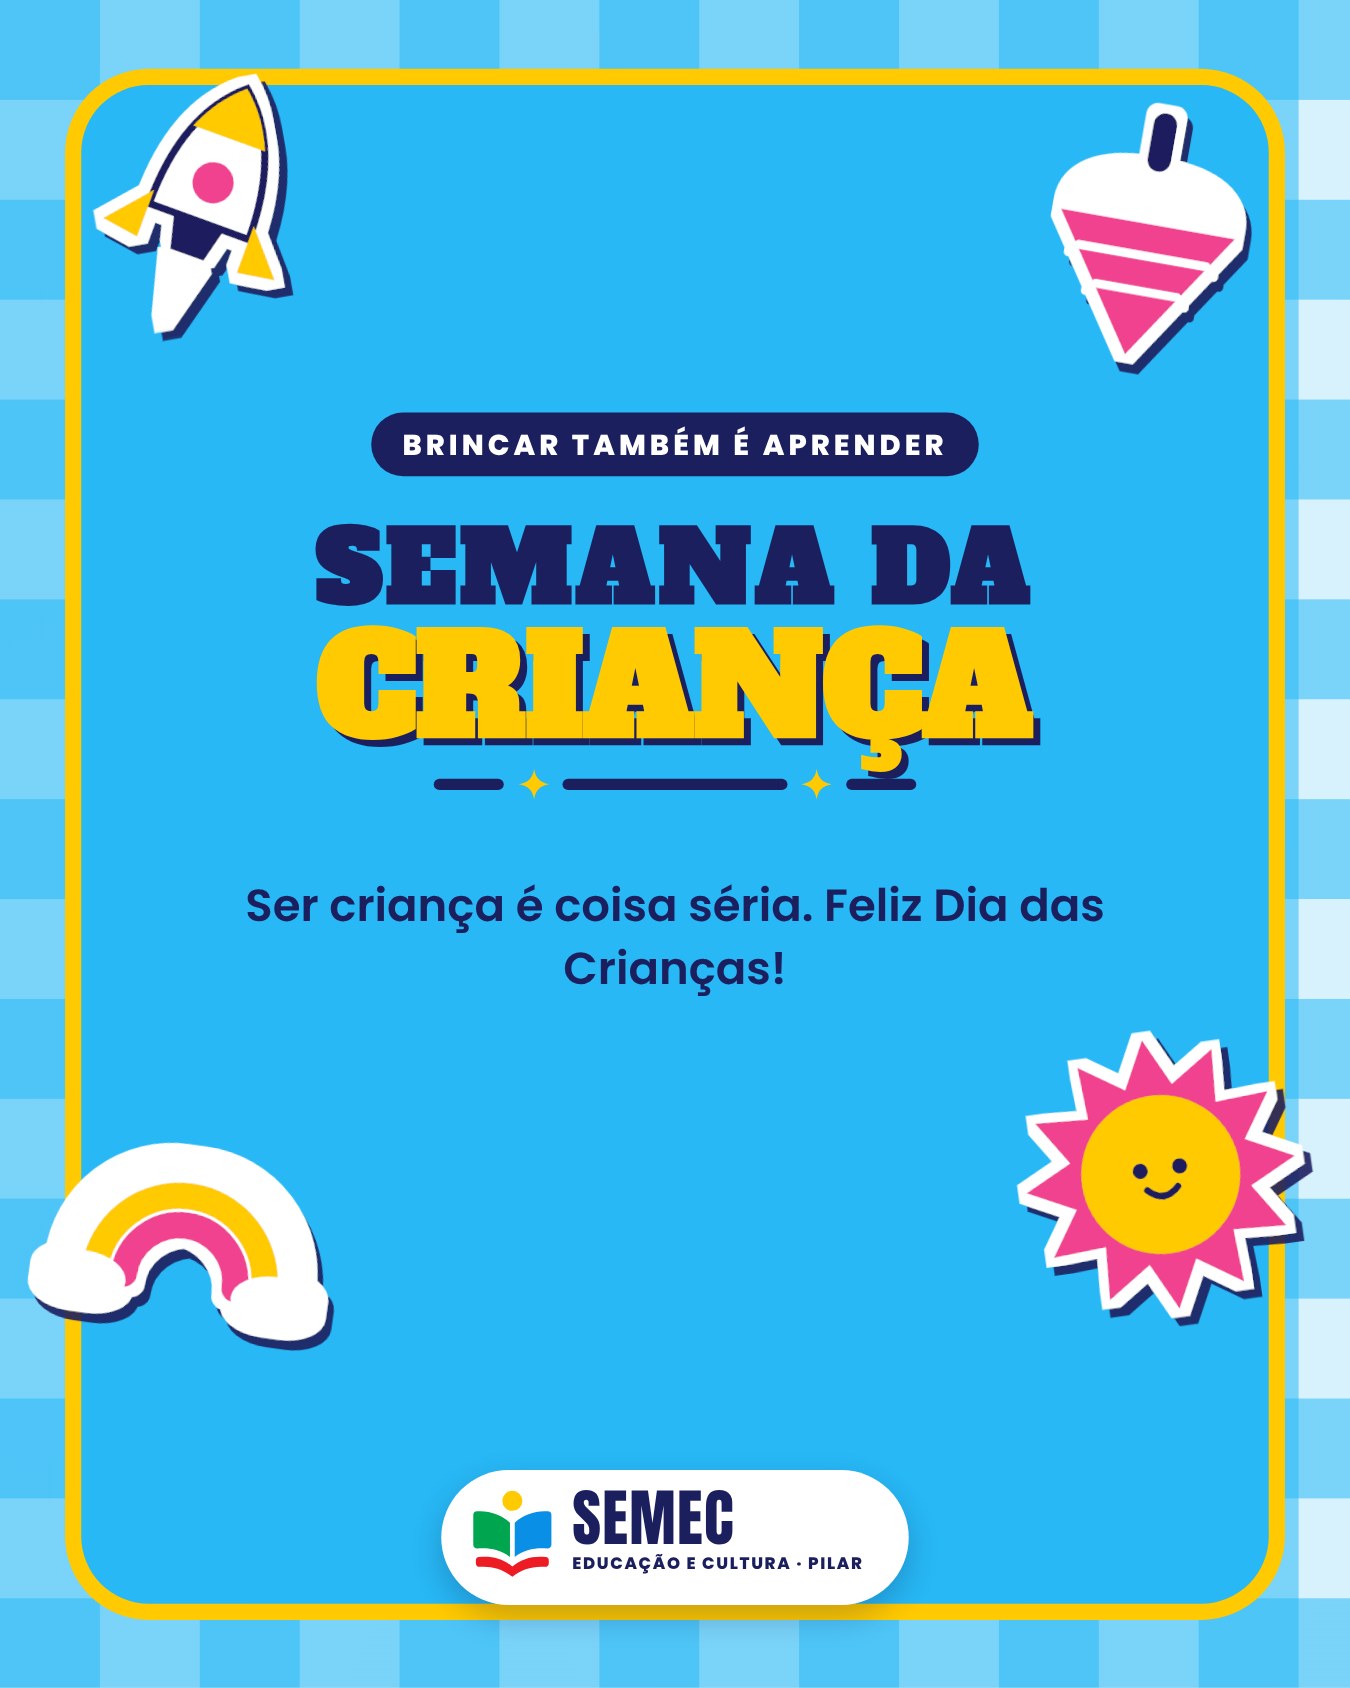 BRINCAR TAMBÉM É APRENDER
SEMANA DA
CRIANÇA
Ser criança é coisa séria. Feliz Dia das
Crianças!
SEMEC
EDUCAÇÃO E CULTURA · PILAR